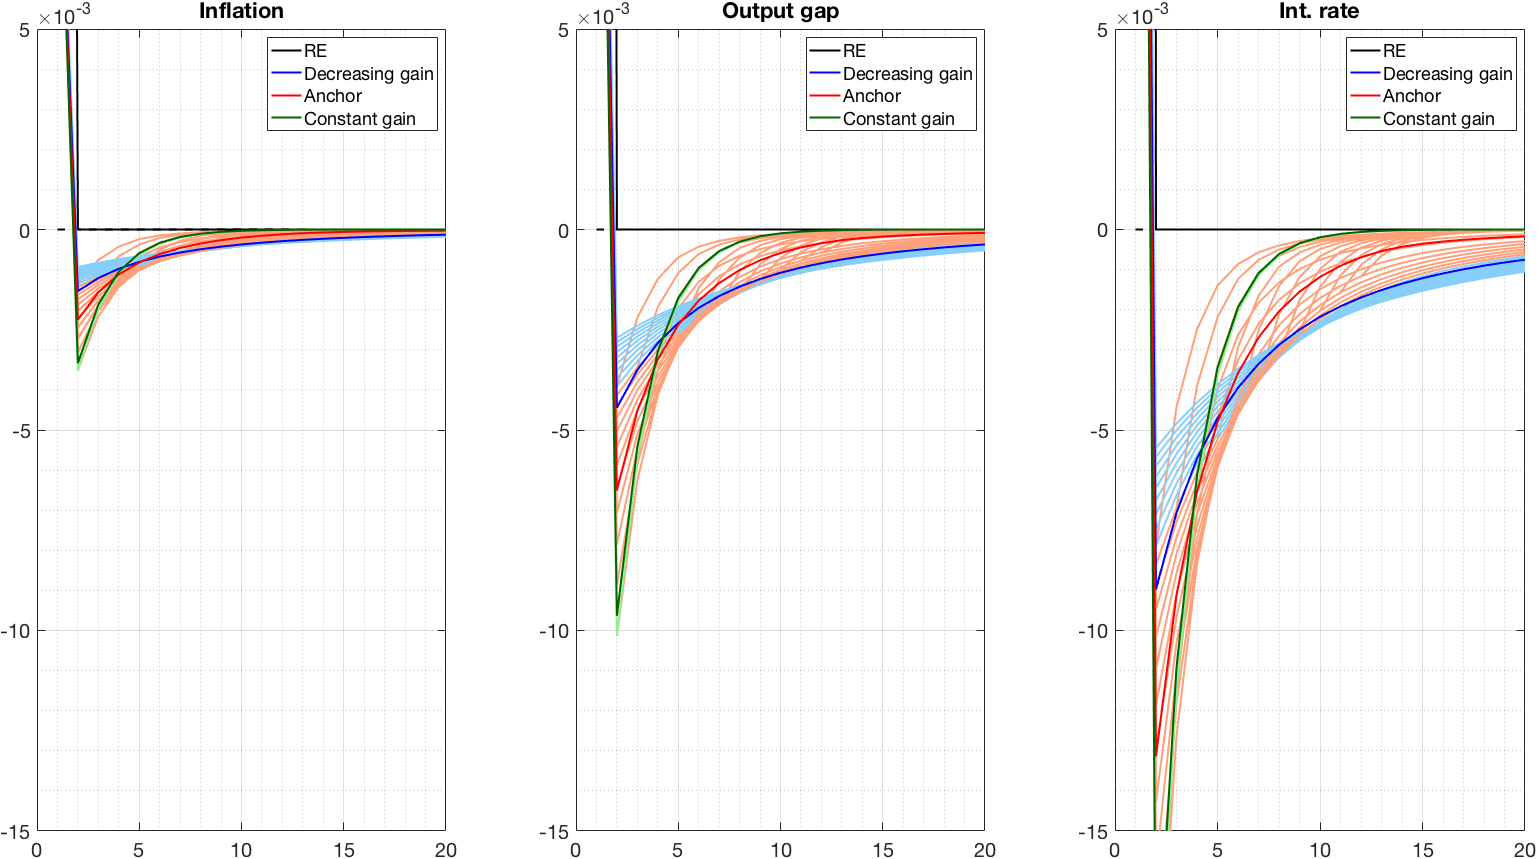 Inflation
×10-3
5
0
-5
-10
-15
0 5 10 15 20
RE
Decreasing gain
Anchor
Constant gain
Output gap
×10-3
5
0
-5
-10
-15
0 5 10 15 20
RE
Decreasing gain
Anchor
Constant gain
Int. rate
×10-3
5
0
-5
-10
-15
0 5 10 15 20
RE
Decreasing gain
Anchor
Constant gain